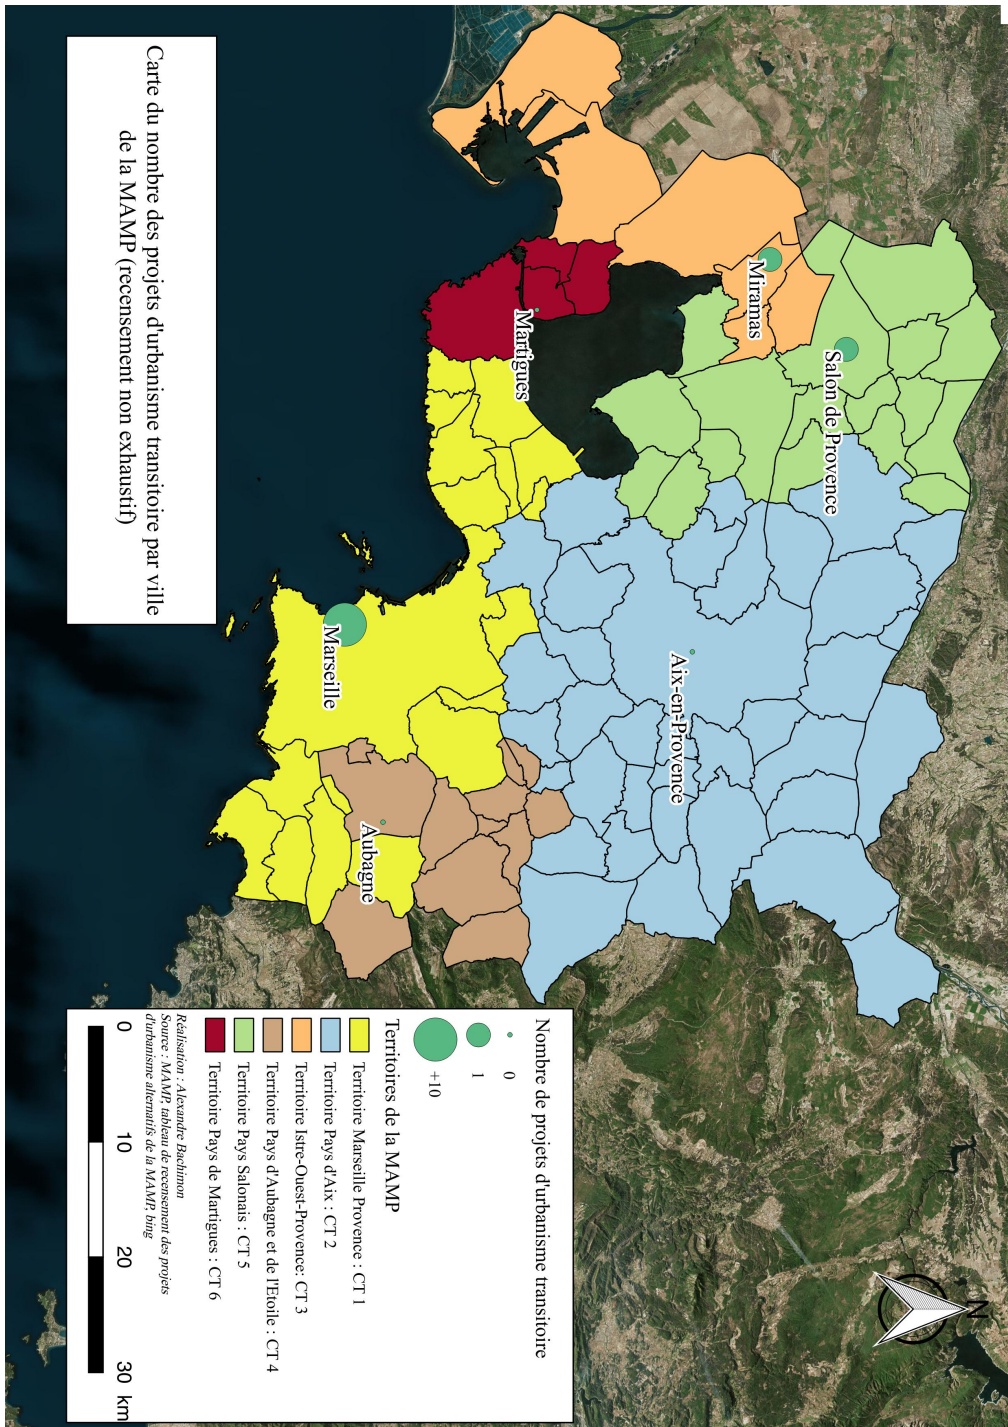 Carte du nombre des projets d'urbanisme transitoire par ville
de la MAMP (recensement non exhaustif)
Miramas
Salon de Provence
Martigues
Aix-en-Provence
Marseille
Aubagne
N
Nombre de projets d'urbanisme transitoire
0
1
+10
Territoires de la MAMP
Territoire Marseille Provence : CT 1
Territoire Pays d'Aix : CT 2
Territoire Istre-Ouest-Provence: CT 3
Territoire Pays d'Aubagne et de l'Etoile : CT 4
Territoire Pays Salonais : CT 5
Territoire Pays de Martigues : CT 6
Réalisation : Alexandre Bachimon
Source : MAMP, tableau de recensement des projets
d'urbanisme alternatifs de la MAMP, bing
0 10 20 30 km